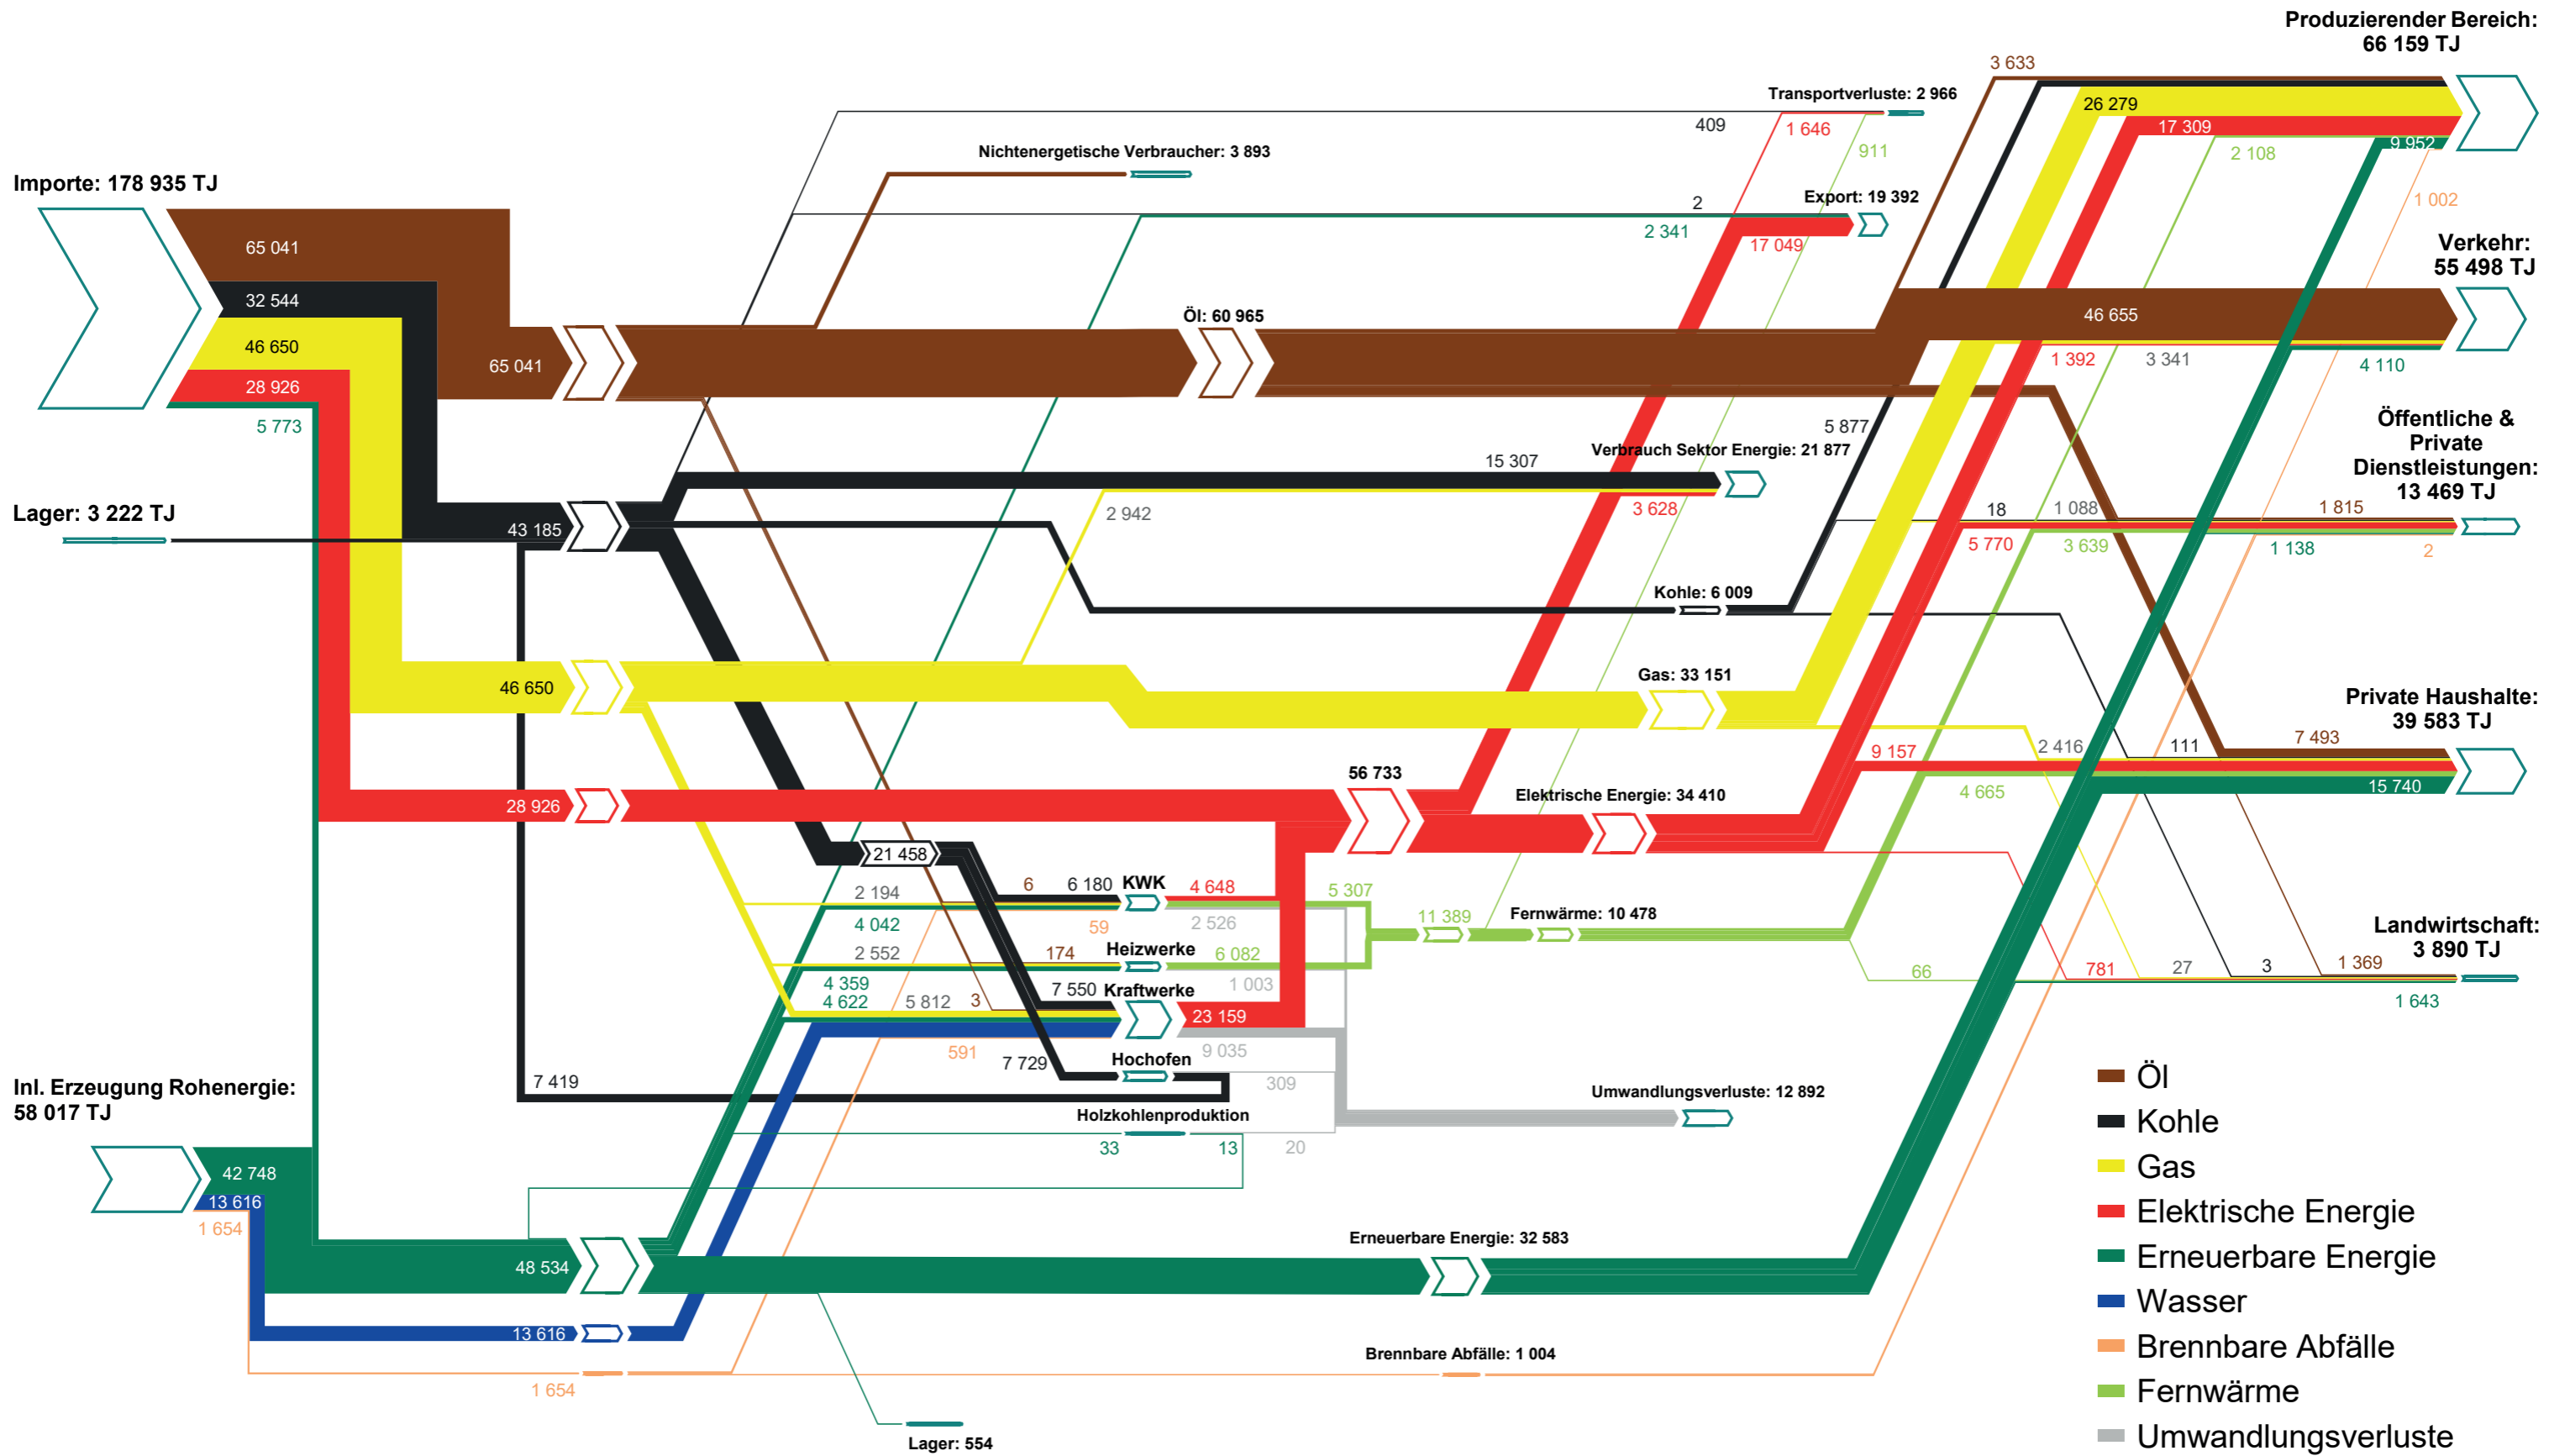 Produzierender Bereich:
66 159 TJ
3 633
Transportverluste: 2 966
26 279
409
1 646
17 309
9 952
Nichtenergetische Verbraucher: 3 893
911
2 108
Importe: 178 935 TJ
2
Export: 19 392
1 002
2 341
17 049
Verkehr:
55 498 TJ
65 041
32 544
Öl: 60 965
46 655
46 650
1 392
3 341
4 110
65 041
28 926
5 773
5 877
Öffentliche &
Private
Dienstleistungen:
13 469 TJ
Verbrauch Sektor Energie: 21 877
15 307
Lager: 3 222 TJ
43 185
2 942
3 628
18
1 088
1 815
5 770
3 639
1 138
2
Kohle: 6 009
46 650
Gas: 33 151
Private Haushalte:
39 583 TJ
9 157
2 416
111
7 493
28 926
56 733
Elektrische Energie: 34 410
4 665
15 740
21 458
2 194
6
6 180
KWK
4 648
5 307
4 042
59
2 526
11 389
Fernwärme: 10 478
Landwirtschaft:
3 890 TJ
2 552
174
Heizwerke
6 082
4 359
1 003
66
781
27
3
1 369
4 622
5 812
3
7 550
Kraftwerke
23 159
1 643
591
7 729
Hochofen
9 035
7 419
309
Inl. Erzeugung Rohenergie:
58 017 TJ
Holzkohlenproduktion
Umwandlungsverluste: 12 892
33
13
20
42 748
13 616
1 654
48 534
Erneuerbare Energie: 32 583
13 616
1 654
Brennbare Abfälle: 1 004
Lager: 554
Öl
Kohle
Gas
Elektrische Energie
Erneuerbare Energie
Wasser
Brennbare Abfälle
Fernwärme
Umwandlungsverluste